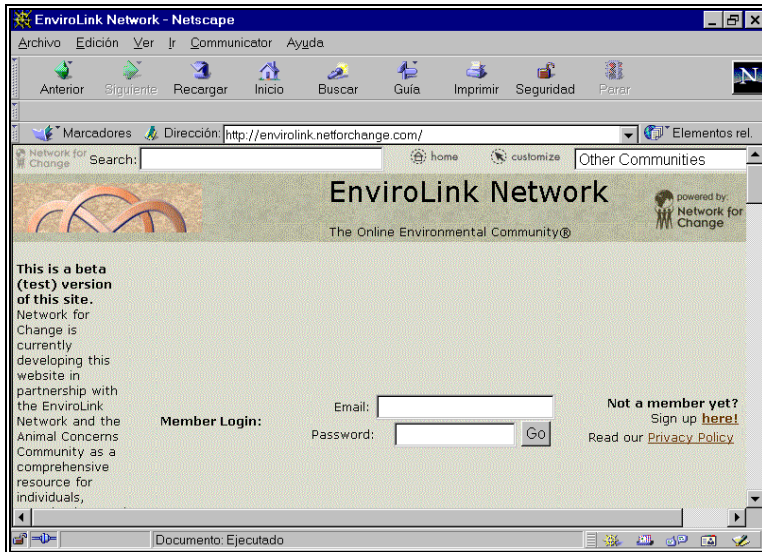 EnviroLink Network - Netscape
Archivo Edición Ver Ir Communicator Ayuda
Anterior Siguiente Recargar Inicio Buscar Guía Imprimir Seguridad Parar
N
Marcadores Dirección: http://envirolink.netforchange.com/ Elementos rel.
Network for Change Search: home customize Other Communities
EnviroLink Network
The Online Environmental Community®
powered by:
Network for
Change
This is a beta
(test) version
of this site.
Network for
Change is
currently
developing this
website in
partnership with
the EnviroLink
Network and the
Animal Concerns
Community as a
comprehensive
resource for
individuals,
Member Login:
Email:
Password: Go
Not a member yet?
Sign up here!
Read our Privacy Policy
Documento: Ejecutado